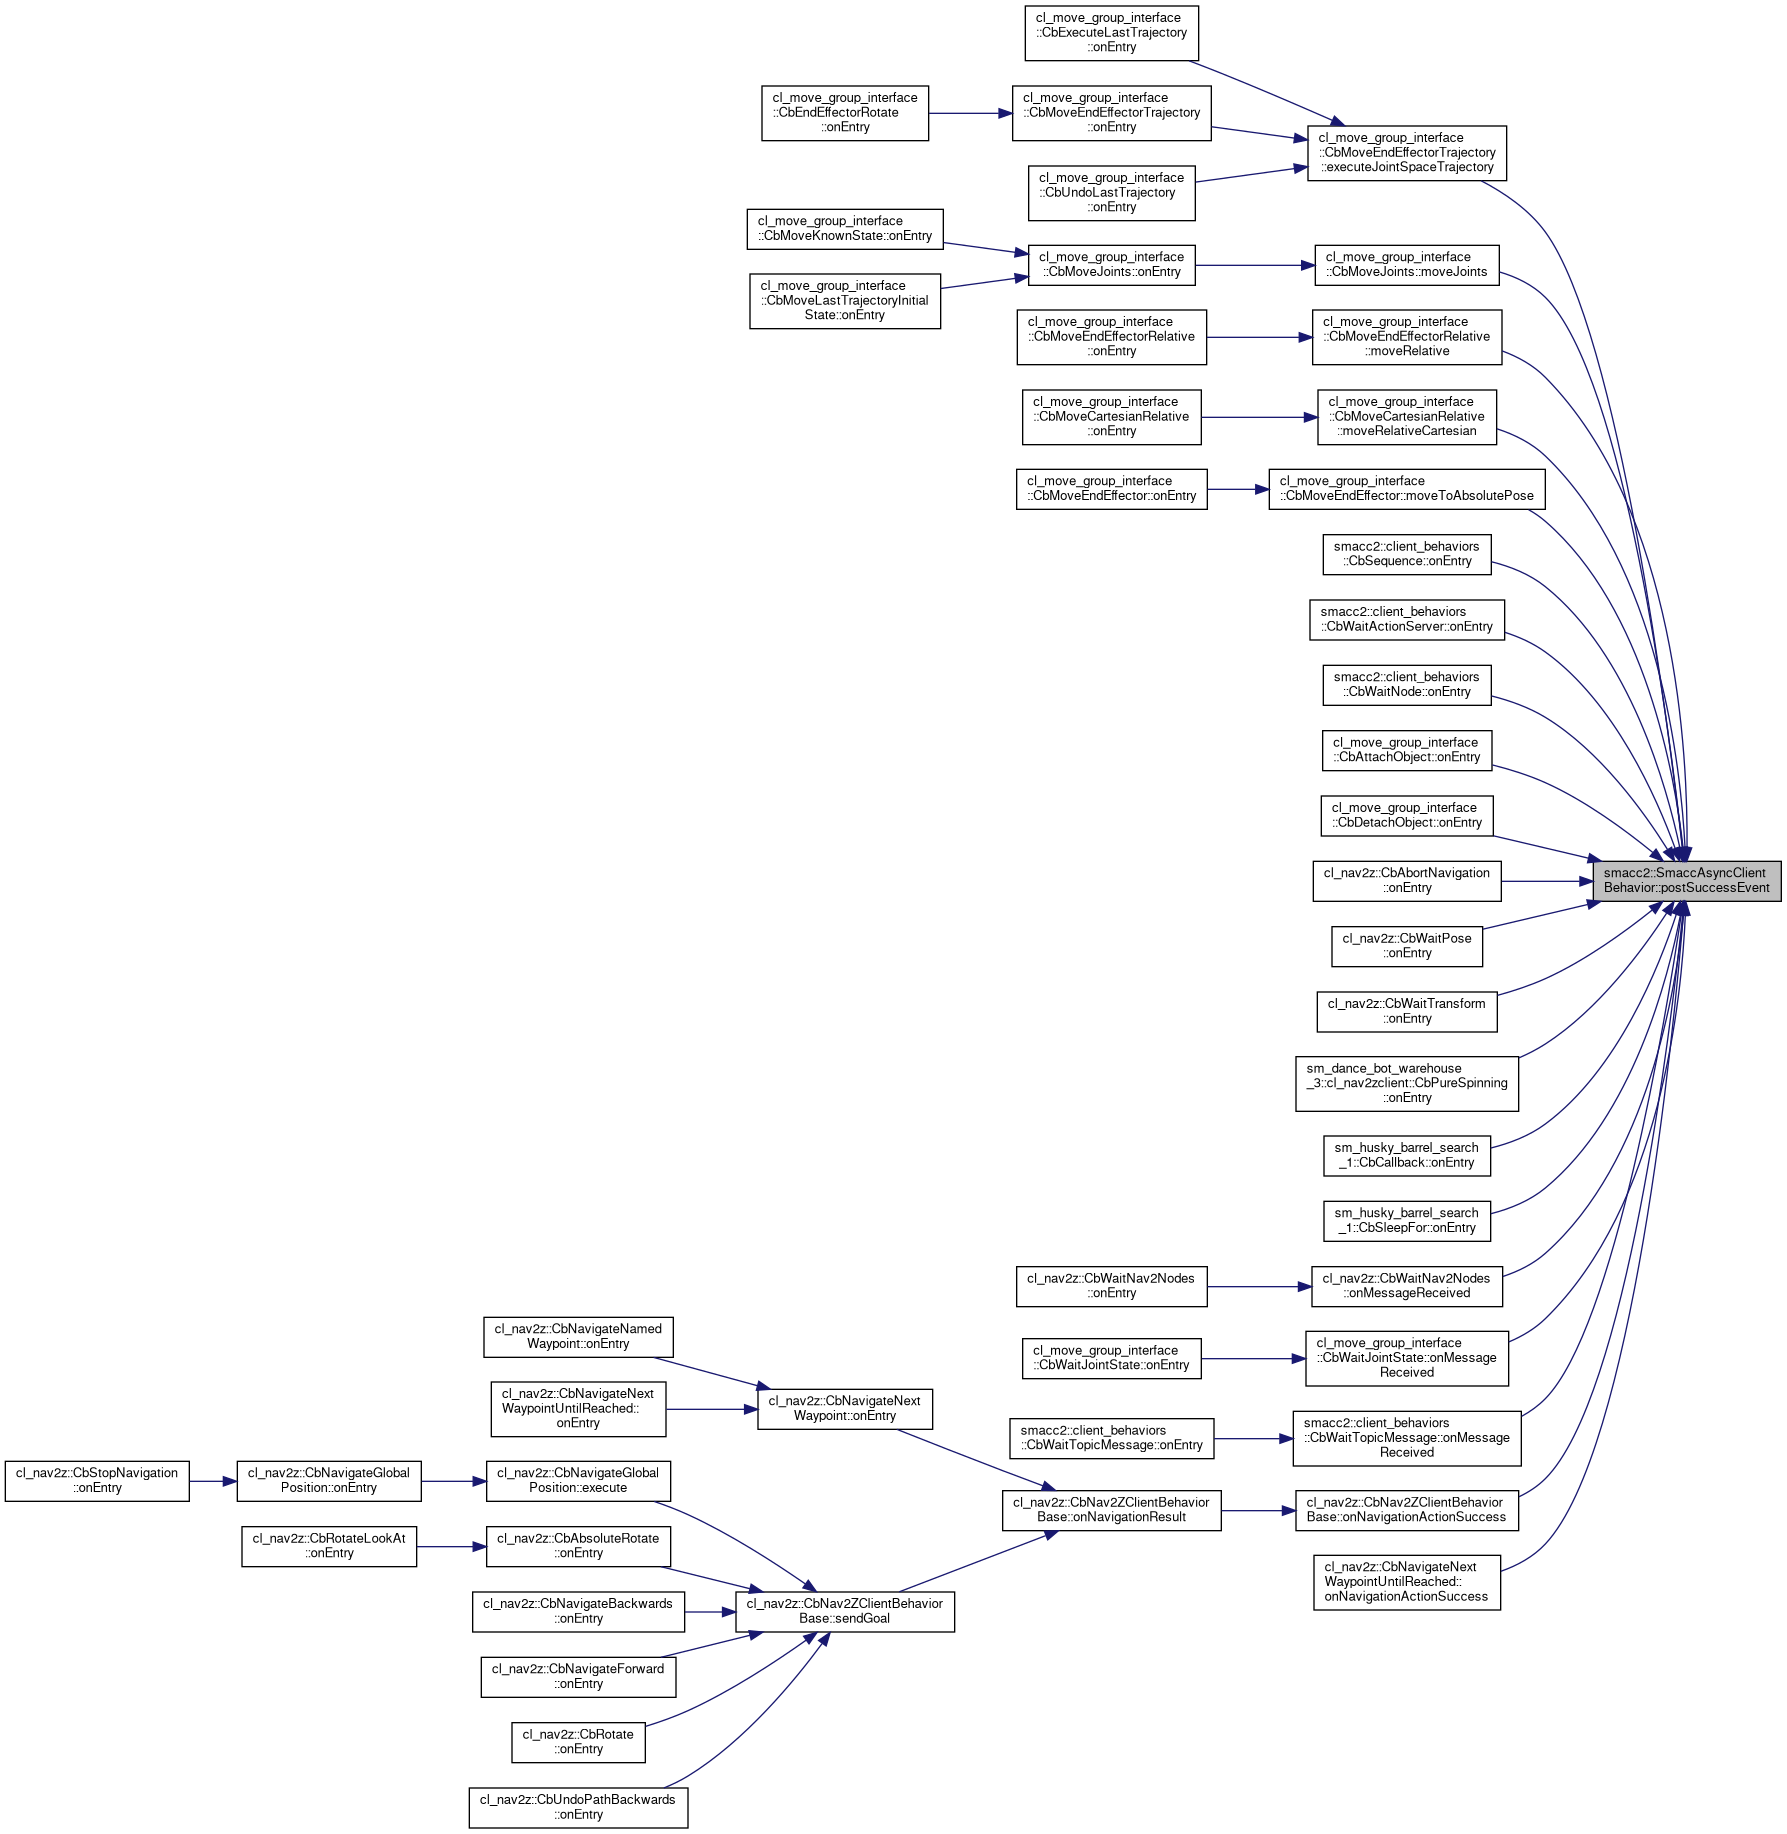 cl_move_group_interface
::CbExecuteLastTrajectory
::onEntry
cl_move_group_interface
::CbEndEffectorRotate
::onEntry
cl_move_group_interface
::CbMoveEndEffectorTrajectory
::onEntry
cl_move_group_interface
::CbMoveEndEffectorTrajectory
::executeJointSpaceTrajectory
cl_move_group_interface
::CbUndoLastTrajectory
::onEntry
cl_move_group_interface
::CbMoveKnownState::onEntry
cl_move_group_interface
::CbMoveLastTrajectoryInitial
State::onEntry
cl_move_group_interface
::CbMoveJoints::onEntry
cl_move_group_interface
::CbMoveJoints::moveJoints
cl_move_group_interface
::CbMoveEndEffectorRelative
::onEntry
cl_move_group_interface
::CbMoveEndEffectorRelative
::moveRelative
cl_move_group_interface
::CbMoveCartesianRelative
::onEntry
cl_move_group_interface
::CbMoveCartesianRelative
::moveRelativeCartesian
cl_move_group_interface
::CbMoveEndEffector::onEntry
cl_move_group_interface
::CbMoveEndEffector::moveToAbsolutePose
smacc2::client_behaviors
::CbSequence::onEntry
smacc2::client_behaviors
::CbWaitActionServer::onEntry
smacc2::client_behaviors
::CbWaitNode::onEntry
cl_move_group_interface
::CbAttachObject::onEntry
cl_move_group_interface
::CbDetachObject::onEntry
smacc2::SmaccAsyncClient
Behavior::postSuccessEvent
cl_nav2z::CbAbortNavigation
::onEntry
cl_nav2z::CbWaitPose
::onEntry
cl_nav2z::CbWaitTransform
::onEntry
sm_dance_bot_warehouse
_3::cl_nav2zclient::CbPureSpinning
::onEntry
sm_husky_barrel_search
_1::CbCallback::onEntry
sm_husky_barrel_search
_1::CbSleepFor::onEntry
cl_nav2z::CbWaitNav2Nodes
::onEntry
cl_nav2z::CbWaitNav2Nodes
::onMessageReceived
cl_move_group_interface
::CbWaitJointState::onEntry
cl_move_group_interface
::CbWaitJointState::onMessage
Received
smacc2::client_behaviors
::CbWaitTopicMessage::onEntry
smacc2::client_behaviors
::CbWaitTopicMessage::onMessage
Received
cl_nav2z::CbNavigateNamed
Waypoint::onEntry
cl_nav2z::CbNavigateNext
WaypointUntilReached::
onEntry
cl_nav2z::CbNavigateNext
Waypoint::onEntry
cl_nav2z::CbStopNavigation
::onEntry
cl_nav2z::CbNavigateGlobal
Position::onEntry
cl_nav2z::CbNavigateGlobal
Position::execute
cl_nav2z::CbNav2ZClientBehavior
Base::onNavigationResult
cl_nav2z::CbNav2ZClientBehavior
Base::onNavigationActionSuccess
cl_nav2z::CbRotateLookAt
::onEntry
cl_nav2z::CbAbsoluteRotate
::onEntry
cl_nav2z::CbNavigateNext
WaypointUntilReached::
onNavigationActionSuccess
cl_nav2z::CbNavigateBackwards
::onEntry
cl_nav2z::CbNav2ZClientBehavior
Base::sendGoal
cl_nav2z::CbNavigateForward
::onEntry
cl_nav2z::CbRotate
::onEntry
cl_nav2z::CbUndoPathBackwards
::onEntry